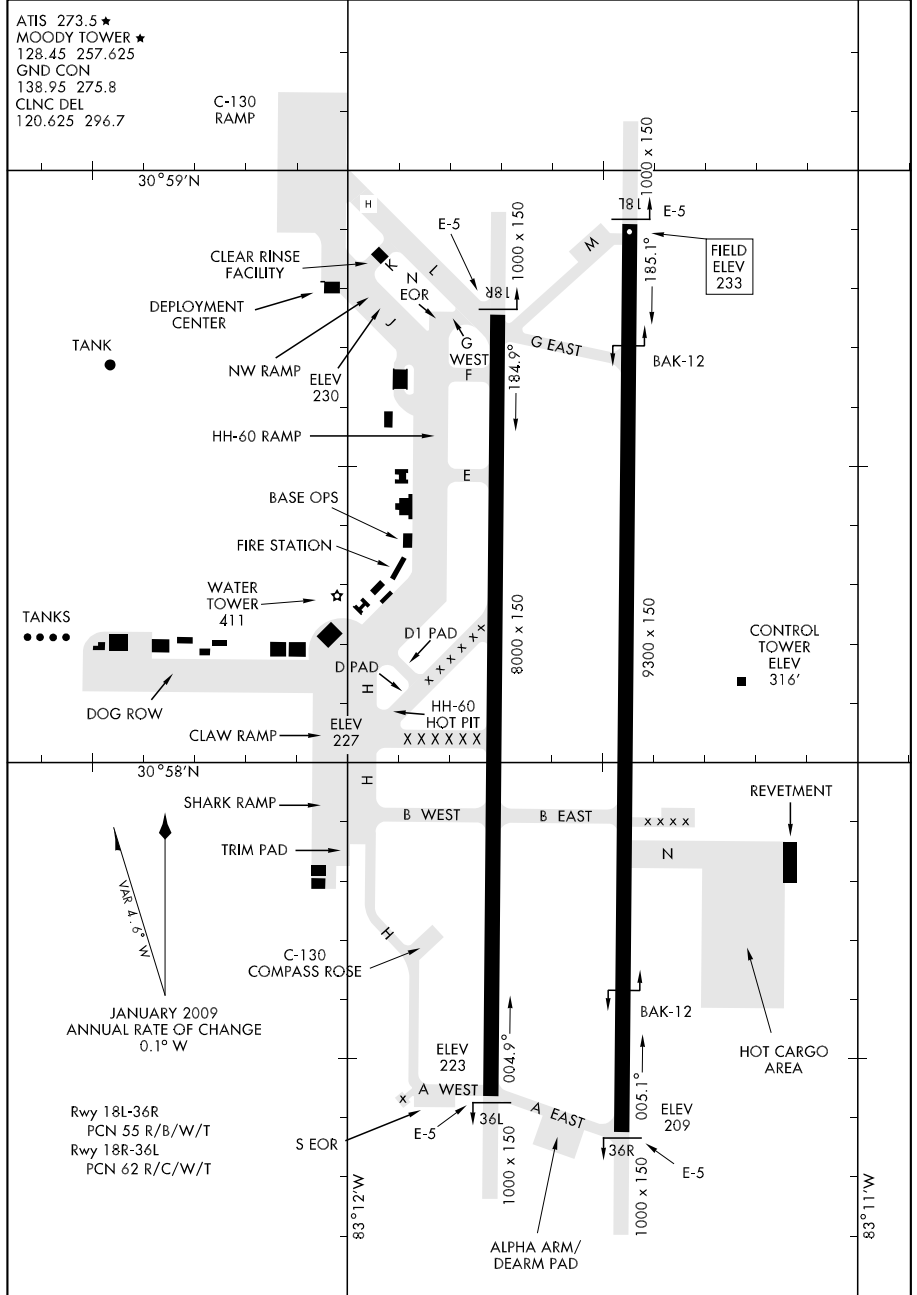 ATIS 273.5 ★
MOODY TOWER ★
128.45 257.625
GND CON
138.95 275.8
CLNC DEL
120.625 296.7
C-130
RAMP
30°59'N
1000 x 150
1000 x 150
H
E-5
18L
E-5
M
FIELD
ELEV
233
185.1°
CLEAR RINSE
FACILITY
K
L
N
EOR
18R
DEPLOYMENT
CENTER
J
G
WEST
F
G EAST
BAK-12
TANK
NW RAMP
ELEV
230
184.9°
HH-60 RAMP
E
BASE OPS
FIRE STATION
WATER
TOWER
411
TANKS
D1 PAD
x x x x x x
8000 x 150
9300 x 150
CONTROL
TOWER
ELEV
316'
D PAD
H
DOG ROW
HH-60
HOT PIT
ELEV
227
CLAW RAMP
X X X X X X
30°58'N
H
SHARK RAMP
REVETMENT
B WEST
B EAST
x x x x
TRIM PAD
N
VAR 4.6° W
H
C-130
COMPASS ROSE
JANUARY 2009
ANNUAL RATE OF CHANGE
0.1° W
BAK-12
HOT CARGO
AREA
ELEV
223
004.9°
005.1°
A WEST
x
A EAST
ELEV
209
Rwy 18L-36R
PCN 55 R/B/W/T
Rwy 18R-36L
PCN 62 R/C/W/T
S EOR
E-5
36L
36R
E-5
1000 x 150
1000 x 150
83°12'W
83°11'W
ALPHA ARM/
DEARM PAD